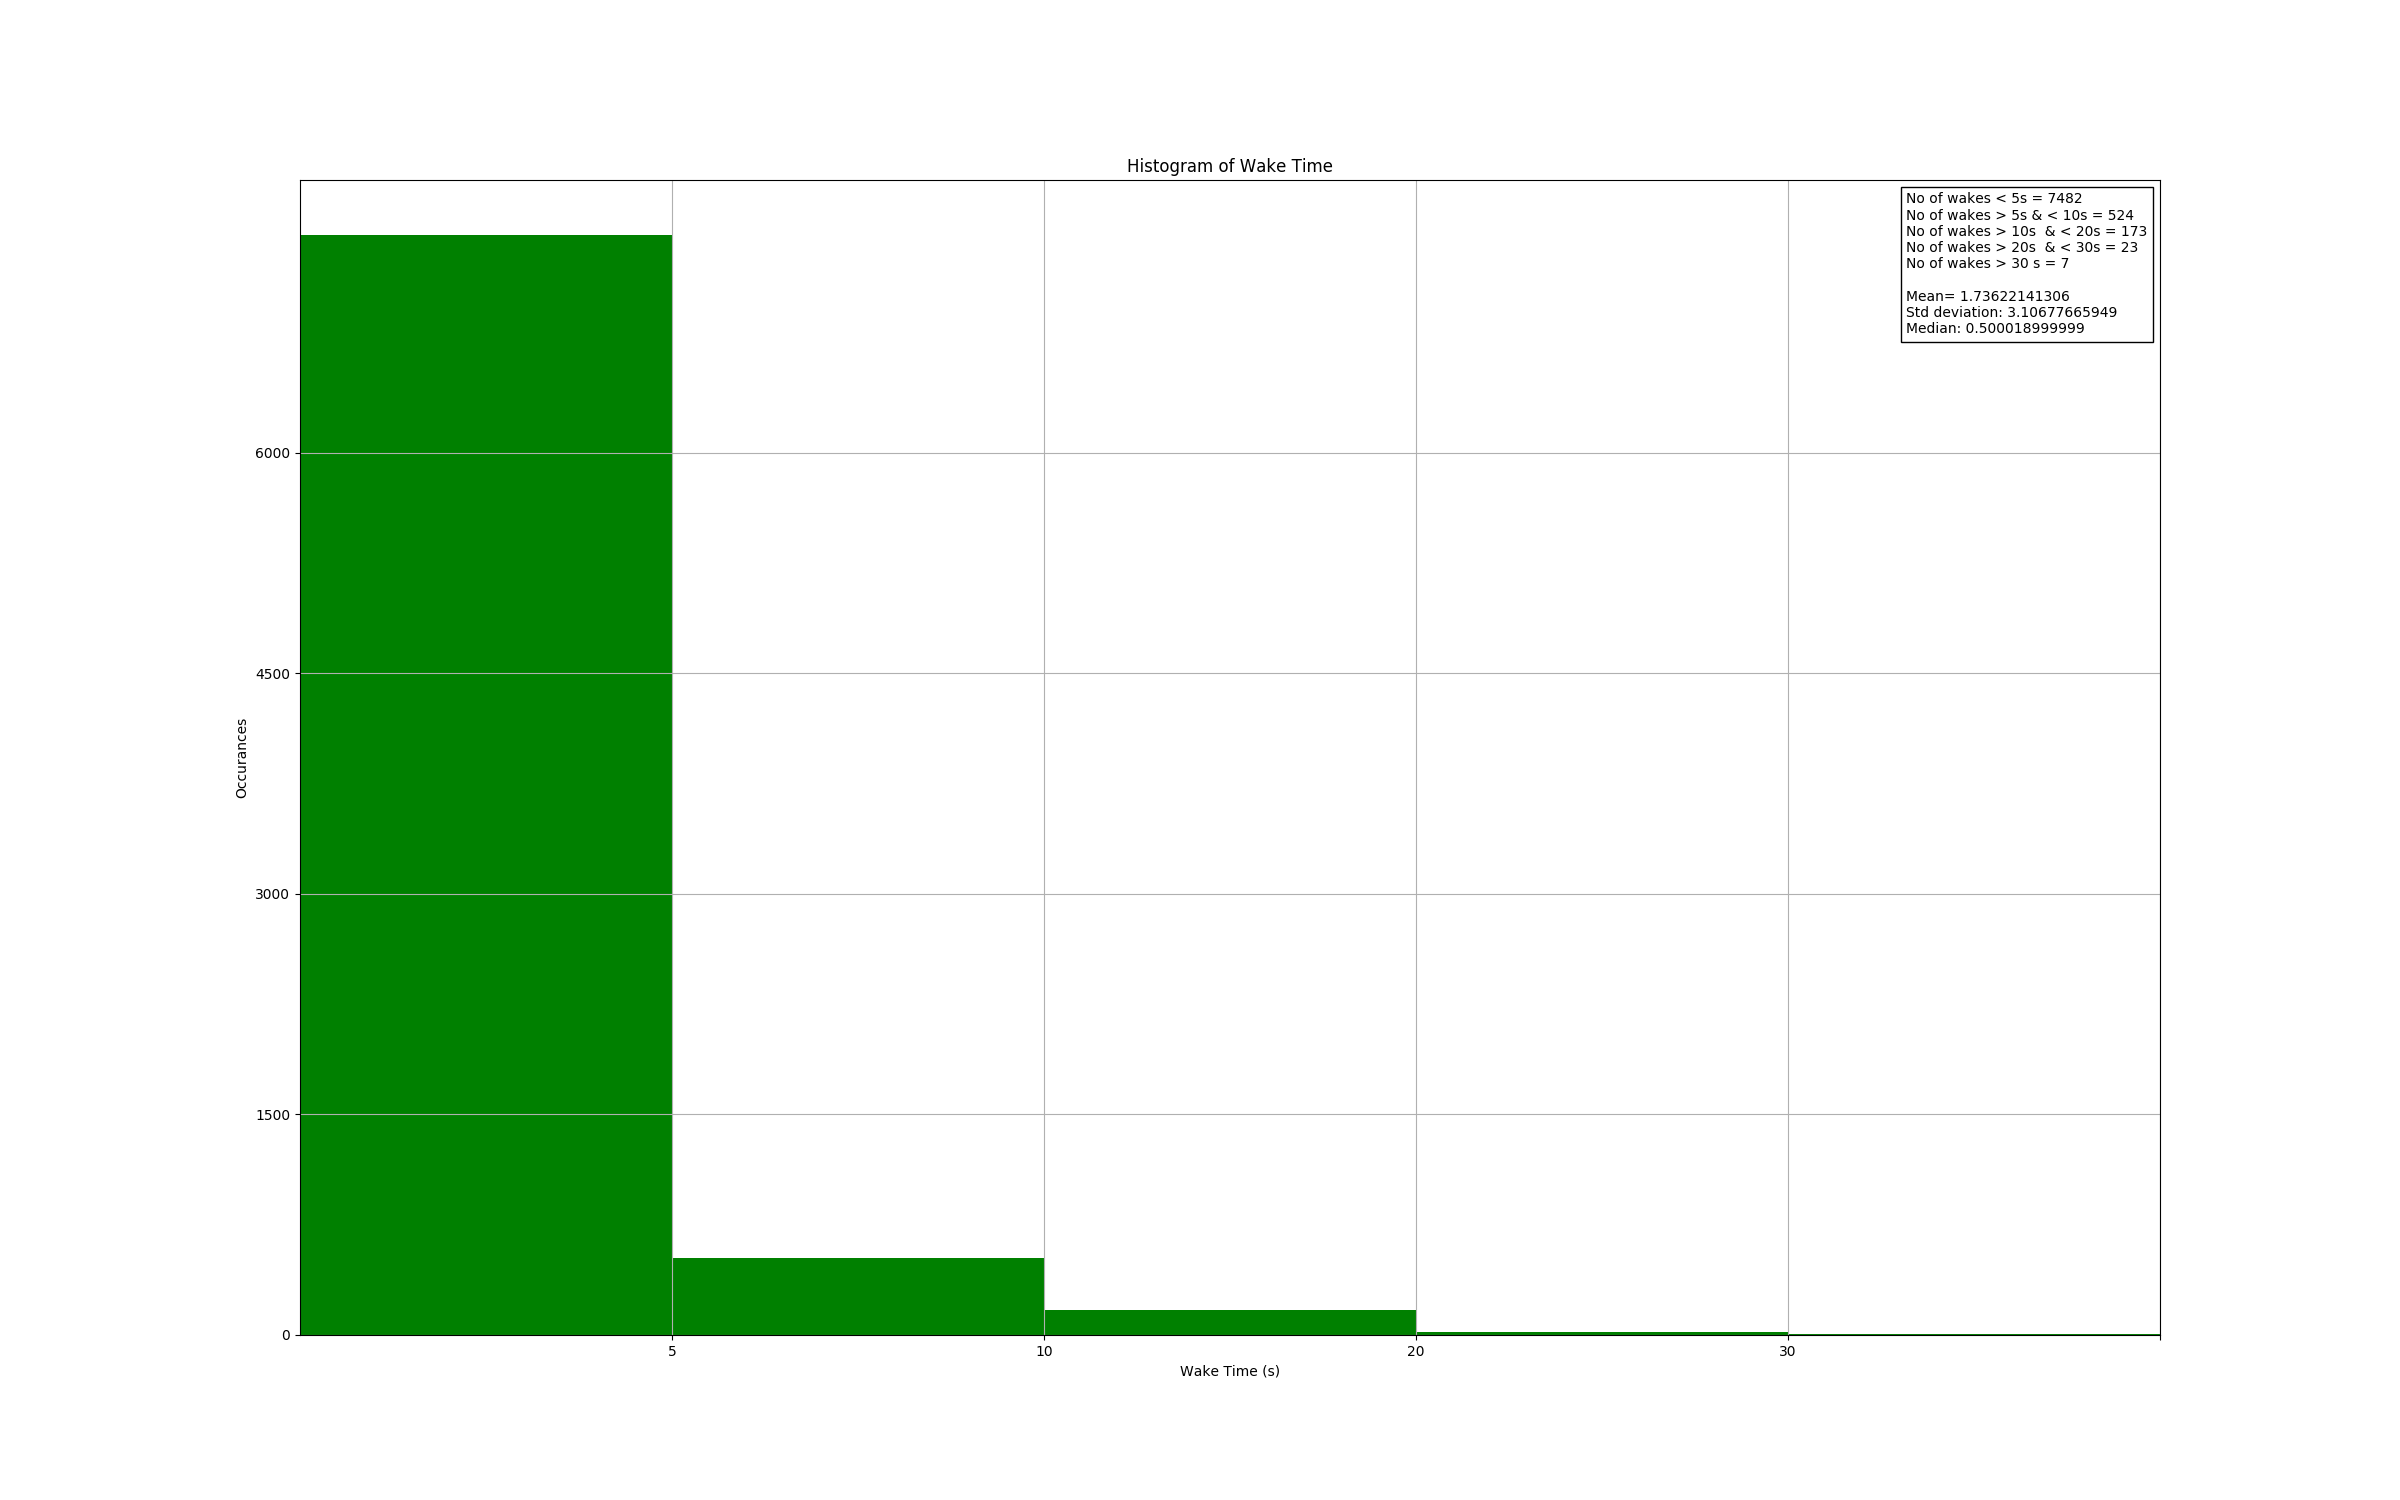 Histogram of Wake Time
No of wakes < 5s = 7482
No of wakes > 5s & < 10s = 524
No of wakes > 10s  & < 20s = 173
No of wakes > 20s  & < 30s = 23
No of wakes > 30 s = 7
Mean= 1.73622141306
Std deviation: 3.10677665949
Median: 0.500018999999
6000
4500
3000
1500
0
Occurances
5 10 20 30
Wake Time (s)